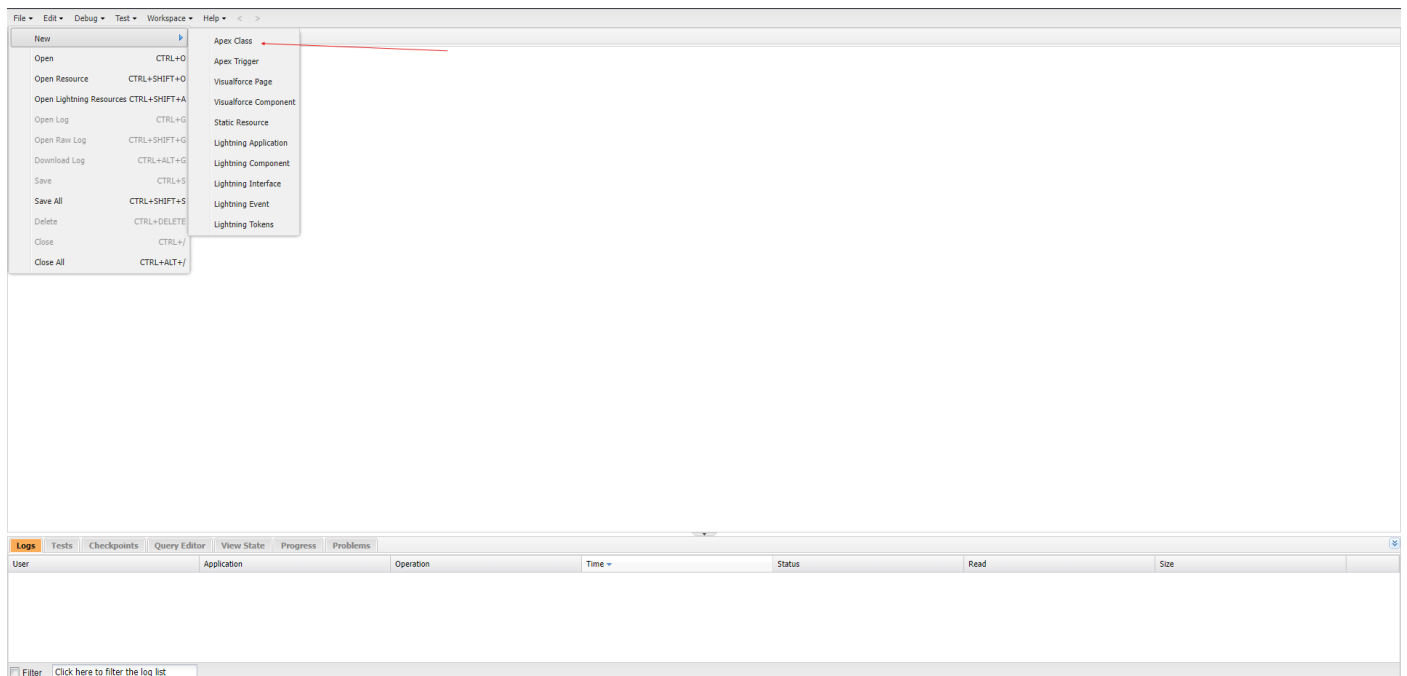 File Edit Debug Test Workspace Help < >
New
Open CTRL+O
Open Resource CTRL+SHIFT+O
Open Lightning Resources CTRL+SHIFT+A
Open Log CTRL+G
Open Raw Log CTRL+SHIFT+G
Download Log CTRL+ALT+G
Save CTRL+S
Save All CTRL+SHIFT+S
Delete CTRL+DELETE
Close CTRL+/
Close All CTRL+ALT+/
Apex Class
Apex Trigger
Visualforce Page
Visualforce Component
Static Resource
Lightning Application
Lightning Component
Lightning Interface
Lightning Event
Lightning Tokens
Logs Tests Checkpoints Query Editor View State Progress Problems
User Application Operation Time Status Read Size
Filter Click here to filter the log list